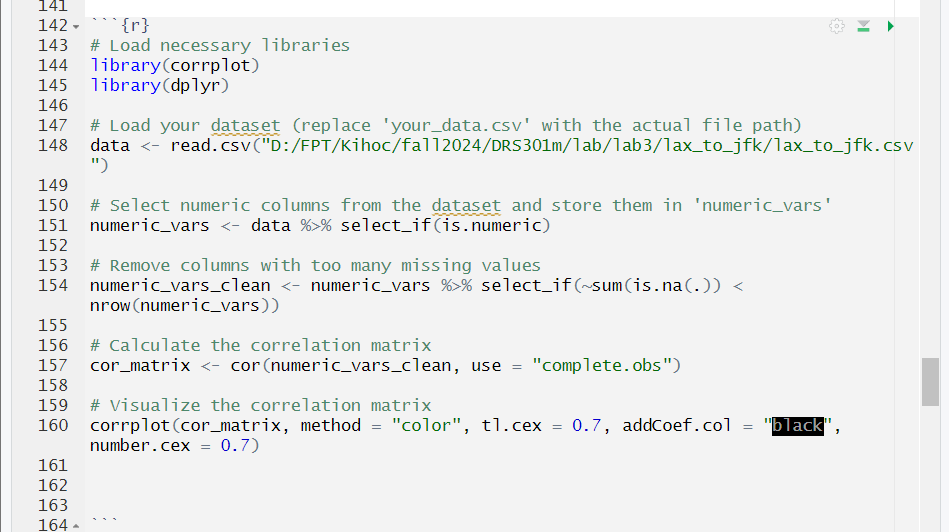 141
142 ```{r}
143 # Load necessary libraries
144 library(corrplot)
145 library(dplyr)
146
147 # Load your dataset (replace 'your_data.csv' with the actual file path)
148 data <- read.csv("D:/FPT/Kihoc/fall2024/DRS301m/lab/lab3/lax_to_jfk/lax_to_jfk.csv
")
149
150 # Select numeric columns from the dataset and store them in 'numeric_vars'
151 numeric_vars <- data %>% select_if(is.numeric)
152
153 # Remove columns with too many missing values
154 numeric_vars_clean <- numeric_vars %>% select_if(~sum(is.na(.)) <
nrow(numeric_vars))
155
156 # Calculate the correlation matrix
157 cor_matrix <- cor(numeric_vars_clean, use = "complete.obs")
158
159 # Visualize the correlation matrix
160 corrplot(cor_matrix, method = "color", tl.cex = 0.7, addCoef.col = "black",
number.cex = 0.7)
161
162
163
164 ```